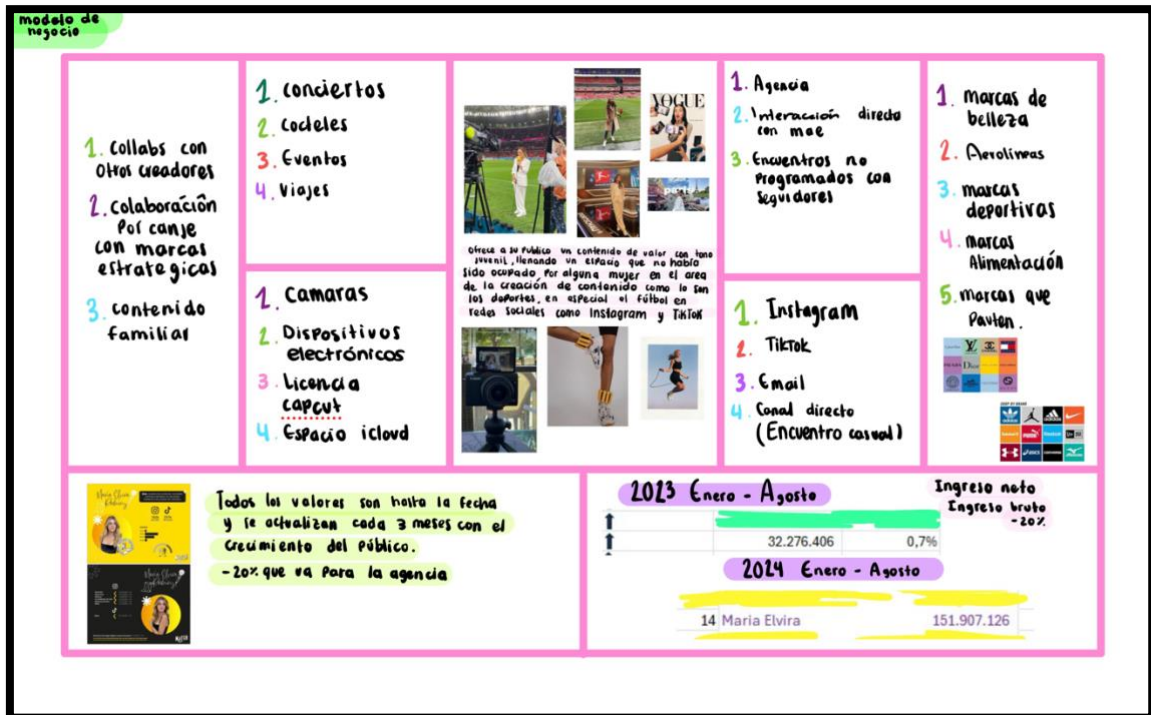 modelo de
negocio
1. Collabs con
otros creadores
2. Colaboración
Por canje
con marcas
estrategicas
3. contenido
familiar
1. conciertos
2. Cocteles
3. Eventos
4. Viajes
1. Camaras
2. Dispositivos
electrónicos
3. Licencia
capcut
4. Espacio icloud
VOGUE
ofrece a su publico un contenido de valor con tono
juvenil, llenando un espacio que no había
sido ocupado por alguna mujer en el area
de la creación de contenido como lo son
los deportes, en especial el fútbol en
redes sociales como Instagram y TikTok
1. Agencia
2. Interacción directa
con mae
3. Encuentros no
programados con
seguidores
1. Instagram
2. TikTok
3. Email
4. Canal directo
(Encuentro casual)
1. marcas de
belleza
2. Aerolíneas
3. marcas
deportivas
4. marcas
Alimentación
5. marcas que
Pauten.
Dior
Todos los valores son hasta la fecha
y se actualizan cada 3 meses con el
crecimiento del público.
-20% que va para la agencia
2023 Enero - Agosto
32.276.406 0,7%
2024 Enero - Agosto
14 Maria Elvira 151.907.126
Ingreso neto
Ingreso bruto
-20%